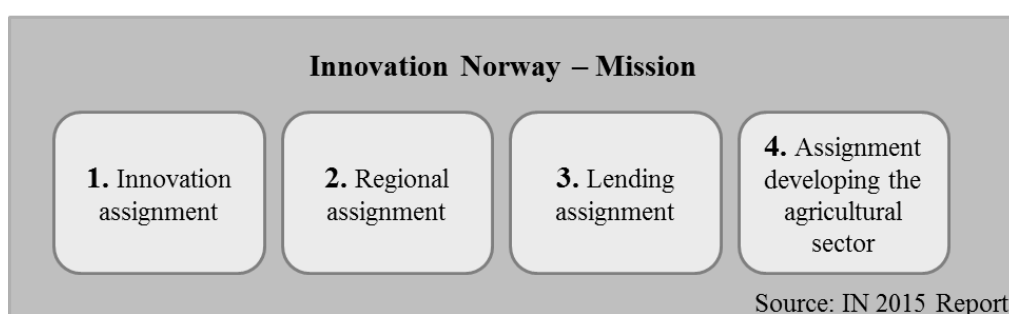 Innovation Norway – Mission
1. Innovation
assignment
2. Regional
assignment
3. Lending
assignment
4. Assignment
developing the
agricultural
sector
Source: IN 2015 Report